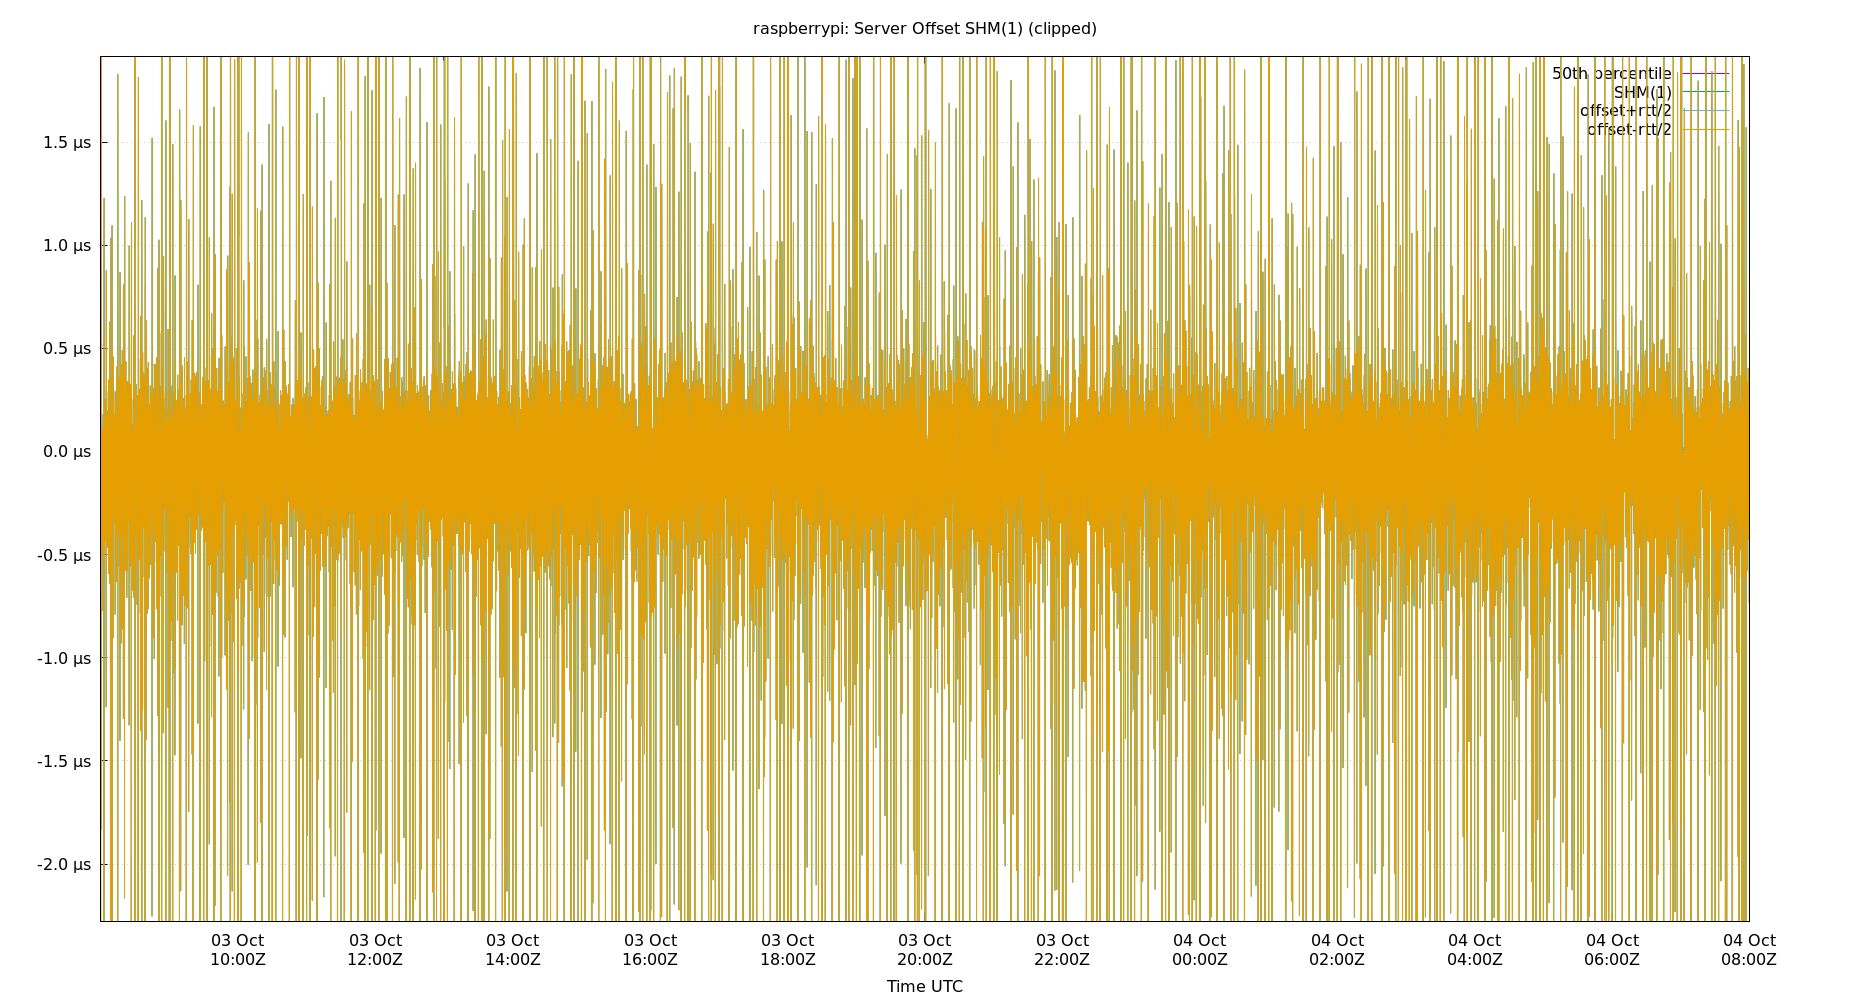 raspberrypi: Server Offset SHM(1) (clipped)
50th percentile
SHM(1)
offset+rtt/2
offset-rtt/2
1.5 µs
1.0 µs
0.5 µs
0.0 µs
-0.5 µs
-1.0 µs
-1.5 µs
-2.0 µs
03 Oct 03 Oct 03 Oct 03 Oct 03 Oct 03 Oct 03 Oct 04 Oct 04 Oct 04 Oct 04 Oct 04 Oct
10:00Z 12:00Z 14:00Z 16:00Z 18:00Z 20:00Z 22:00Z 00:00Z 02:00Z 04:00Z 06:00Z 08:00Z
Time UTC